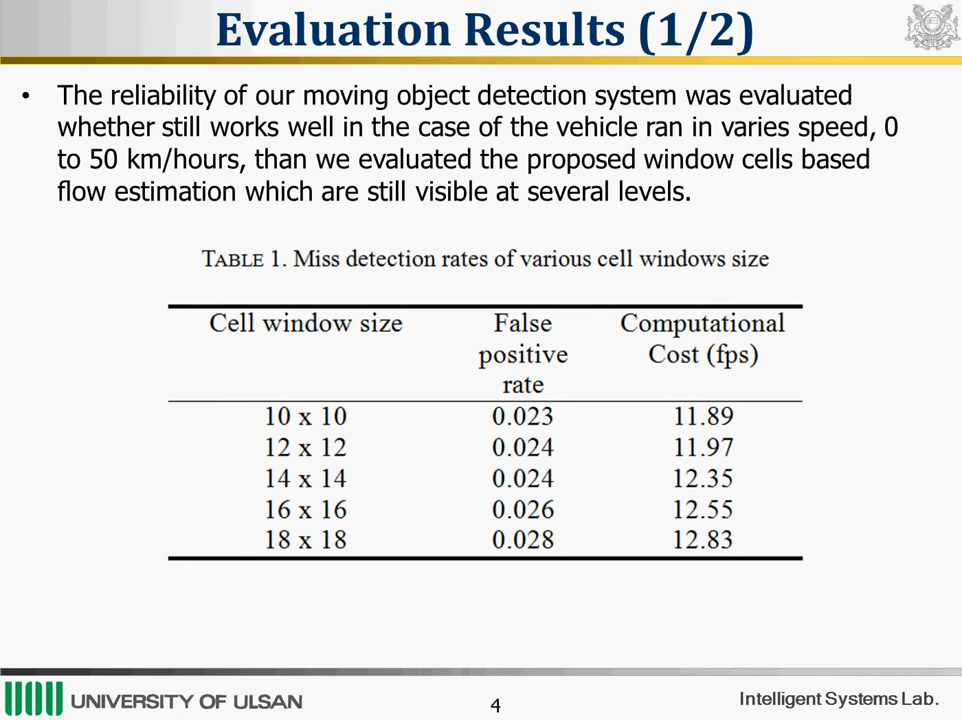 Evaluation Results (1/2)
• The reliability of our moving object detection system was evaluated
whether still works well in the case of the vehicle ran in varies speed, 0
to 50 km/hours, than we evaluated the proposed window cells based
flow estimation which are still visible at several levels.
TABLE 1. Miss detection rates of various cell windows size
Cell window size False positive rate Computational Cost (fps)
10 x 10 0.023 11.89
12 x 12 0.024 11.97
14 x 14 0.024 12.35
16 x 16 0.026 12.55
18 x 18 0.028 12.83
UNIVERSITY OF ULSAN
4
Intelligent Systems Lab.